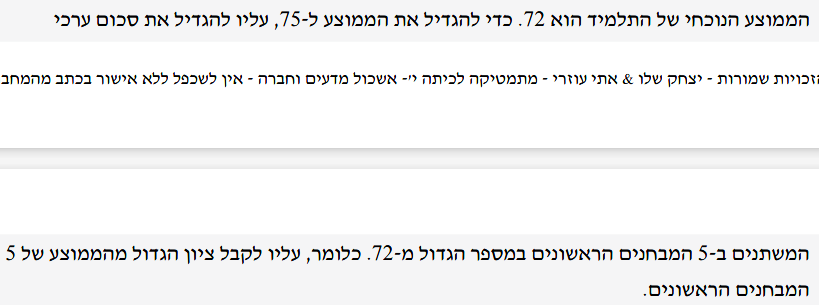 הממוצע הנוכחי של התלמיד הוא 72. כדי להגדיל את הממוצע ל-75, עליו להגדיל את סכום ערכי
הזכויות שמורות - יצחק שלו & אתי עוזרי - מתמטיקה לכיתה י׳- אשכול מדעים וחברה - אין לשכפל ללא אישור בכתב מהמחב
המשתנים ב-5 המבחנים הראשונים במספר הגדול מ-72. כלומר, עליו לקבל ציון הגדול מהממוצע של 5
המבחנים הראשונים.